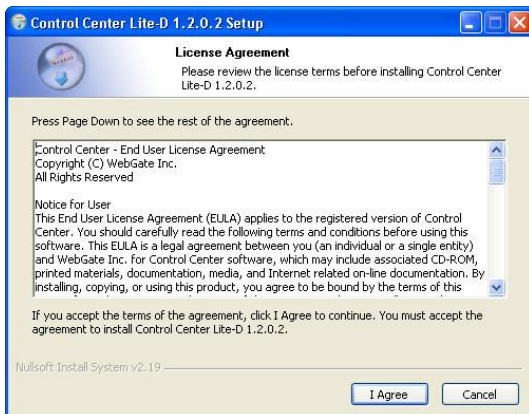 Control Center Lite-D 1.2.0.2 Setup
License Agreement
Please review the license terms before installing Control Center
Lite-D 1.2.0.2.
Press Page Down to see the rest of the agreement.
Control Center - End User License Agreement
Copyright (C) WebGate Inc.
All Rights Reserved
Notice for User
This End User License Agreement (EULA) applies to the registered version of Control
Center. You should carefully read the following terms and conditions before using this
software. This EULA is a legal agreement between you (an individual or a single entity)
and WebGate Inc. for Control Center software, which may include associated CD-ROM,
printed materials, documentation, media, and Internet related on-line documentation. By
installing, copying, or using this product, you agree to be bound by the terms of this
If you accept the terms of the agreement, click I Agree to continue. You must accept the
agreement to install Control Center Lite-D 1.2.0.2.
Nullsoft Install System v2.19
I Agree
Cancel